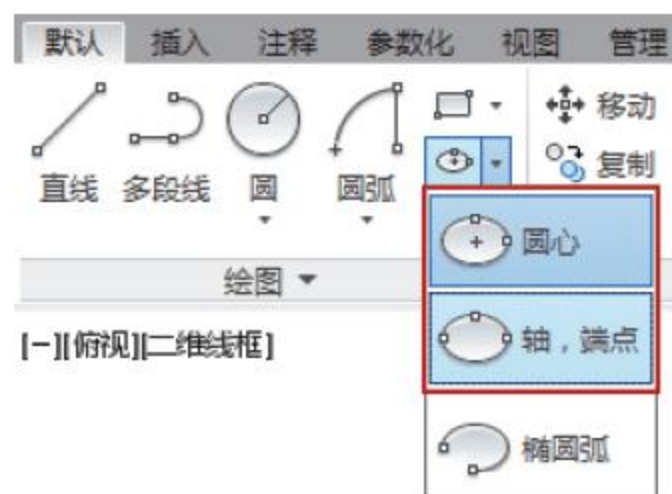 默认 插入 注释 参数化 视图 管理
移动
直线 多段线 圆 圆弧 复制
圆心
绘图
[-][俯视][二维线框]
轴，端点
椭圆弧